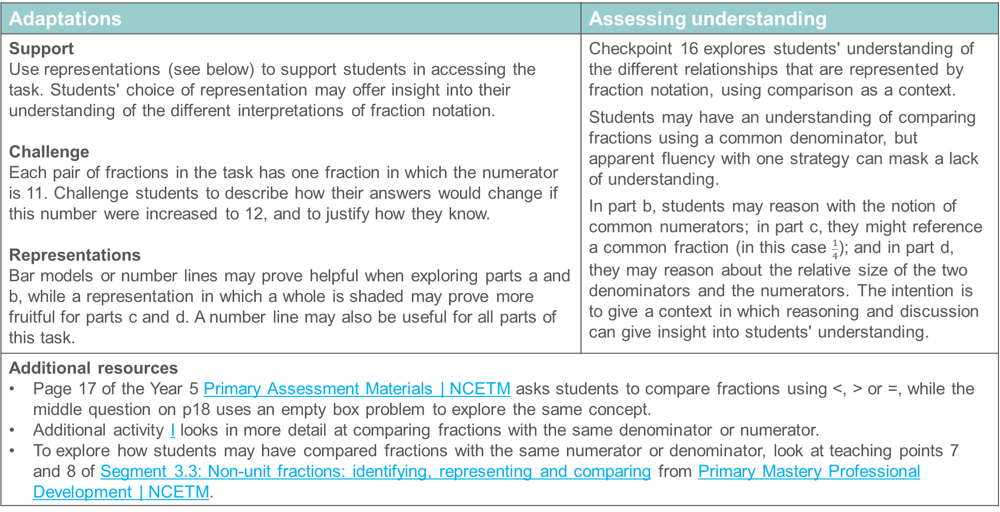 Adaptations
Support
Use representations (see below) to support students in accessing the
task. Students' choice of representation may offer insight into their
understanding of the different interpretations of fraction notation.
Challenge
Each pair of fractions in the task has one fraction in which the numerator
is 11. Challenge students to describe how their answers would change if
this number were increased to 12, and to justify how they know.
Representations
Bar models or number lines may prove helpful when exploring parts a and
b, while a representation in which a whole is shaded may prove more
fruitful for parts c and d. A number line may also be useful for all parts of
this task.
Assessing understanding
Checkpoint 16 explores students' understanding of
the different relationships that are represented by
fraction notation, using comparison as a context.
Students may have an understanding of comparing
fractions using a common denominator, but
apparent fluency with one strategy can mask a lack
of understanding.
In part b, students may reason with the notion of
common numerators; in part c, they might reference
a common fraction (in this case 1/4); and in part d,
they may reason about the relative size of the two
denominators and the numerators. The intention is
to give a context in which reasoning and discussion
can give insight into students' understanding.
Additional resources
• Page 17 of the Year 5 Primary Assessment Materials | NCETM asks students to compare fractions using <, > or =, while the
middle question on p18 uses an empty box problem to explore the same concept.
• Additional activity I looks in more detail at comparing fractions with the same denominator or numerator.
• To explore how students may have compared fractions with the same numerator or denominator, look at teaching points 7
and 8 of Segment 3.3: Non-unit fractions: identifying, representing and comparing from Primary Mastery Professional
Development | NCETM.